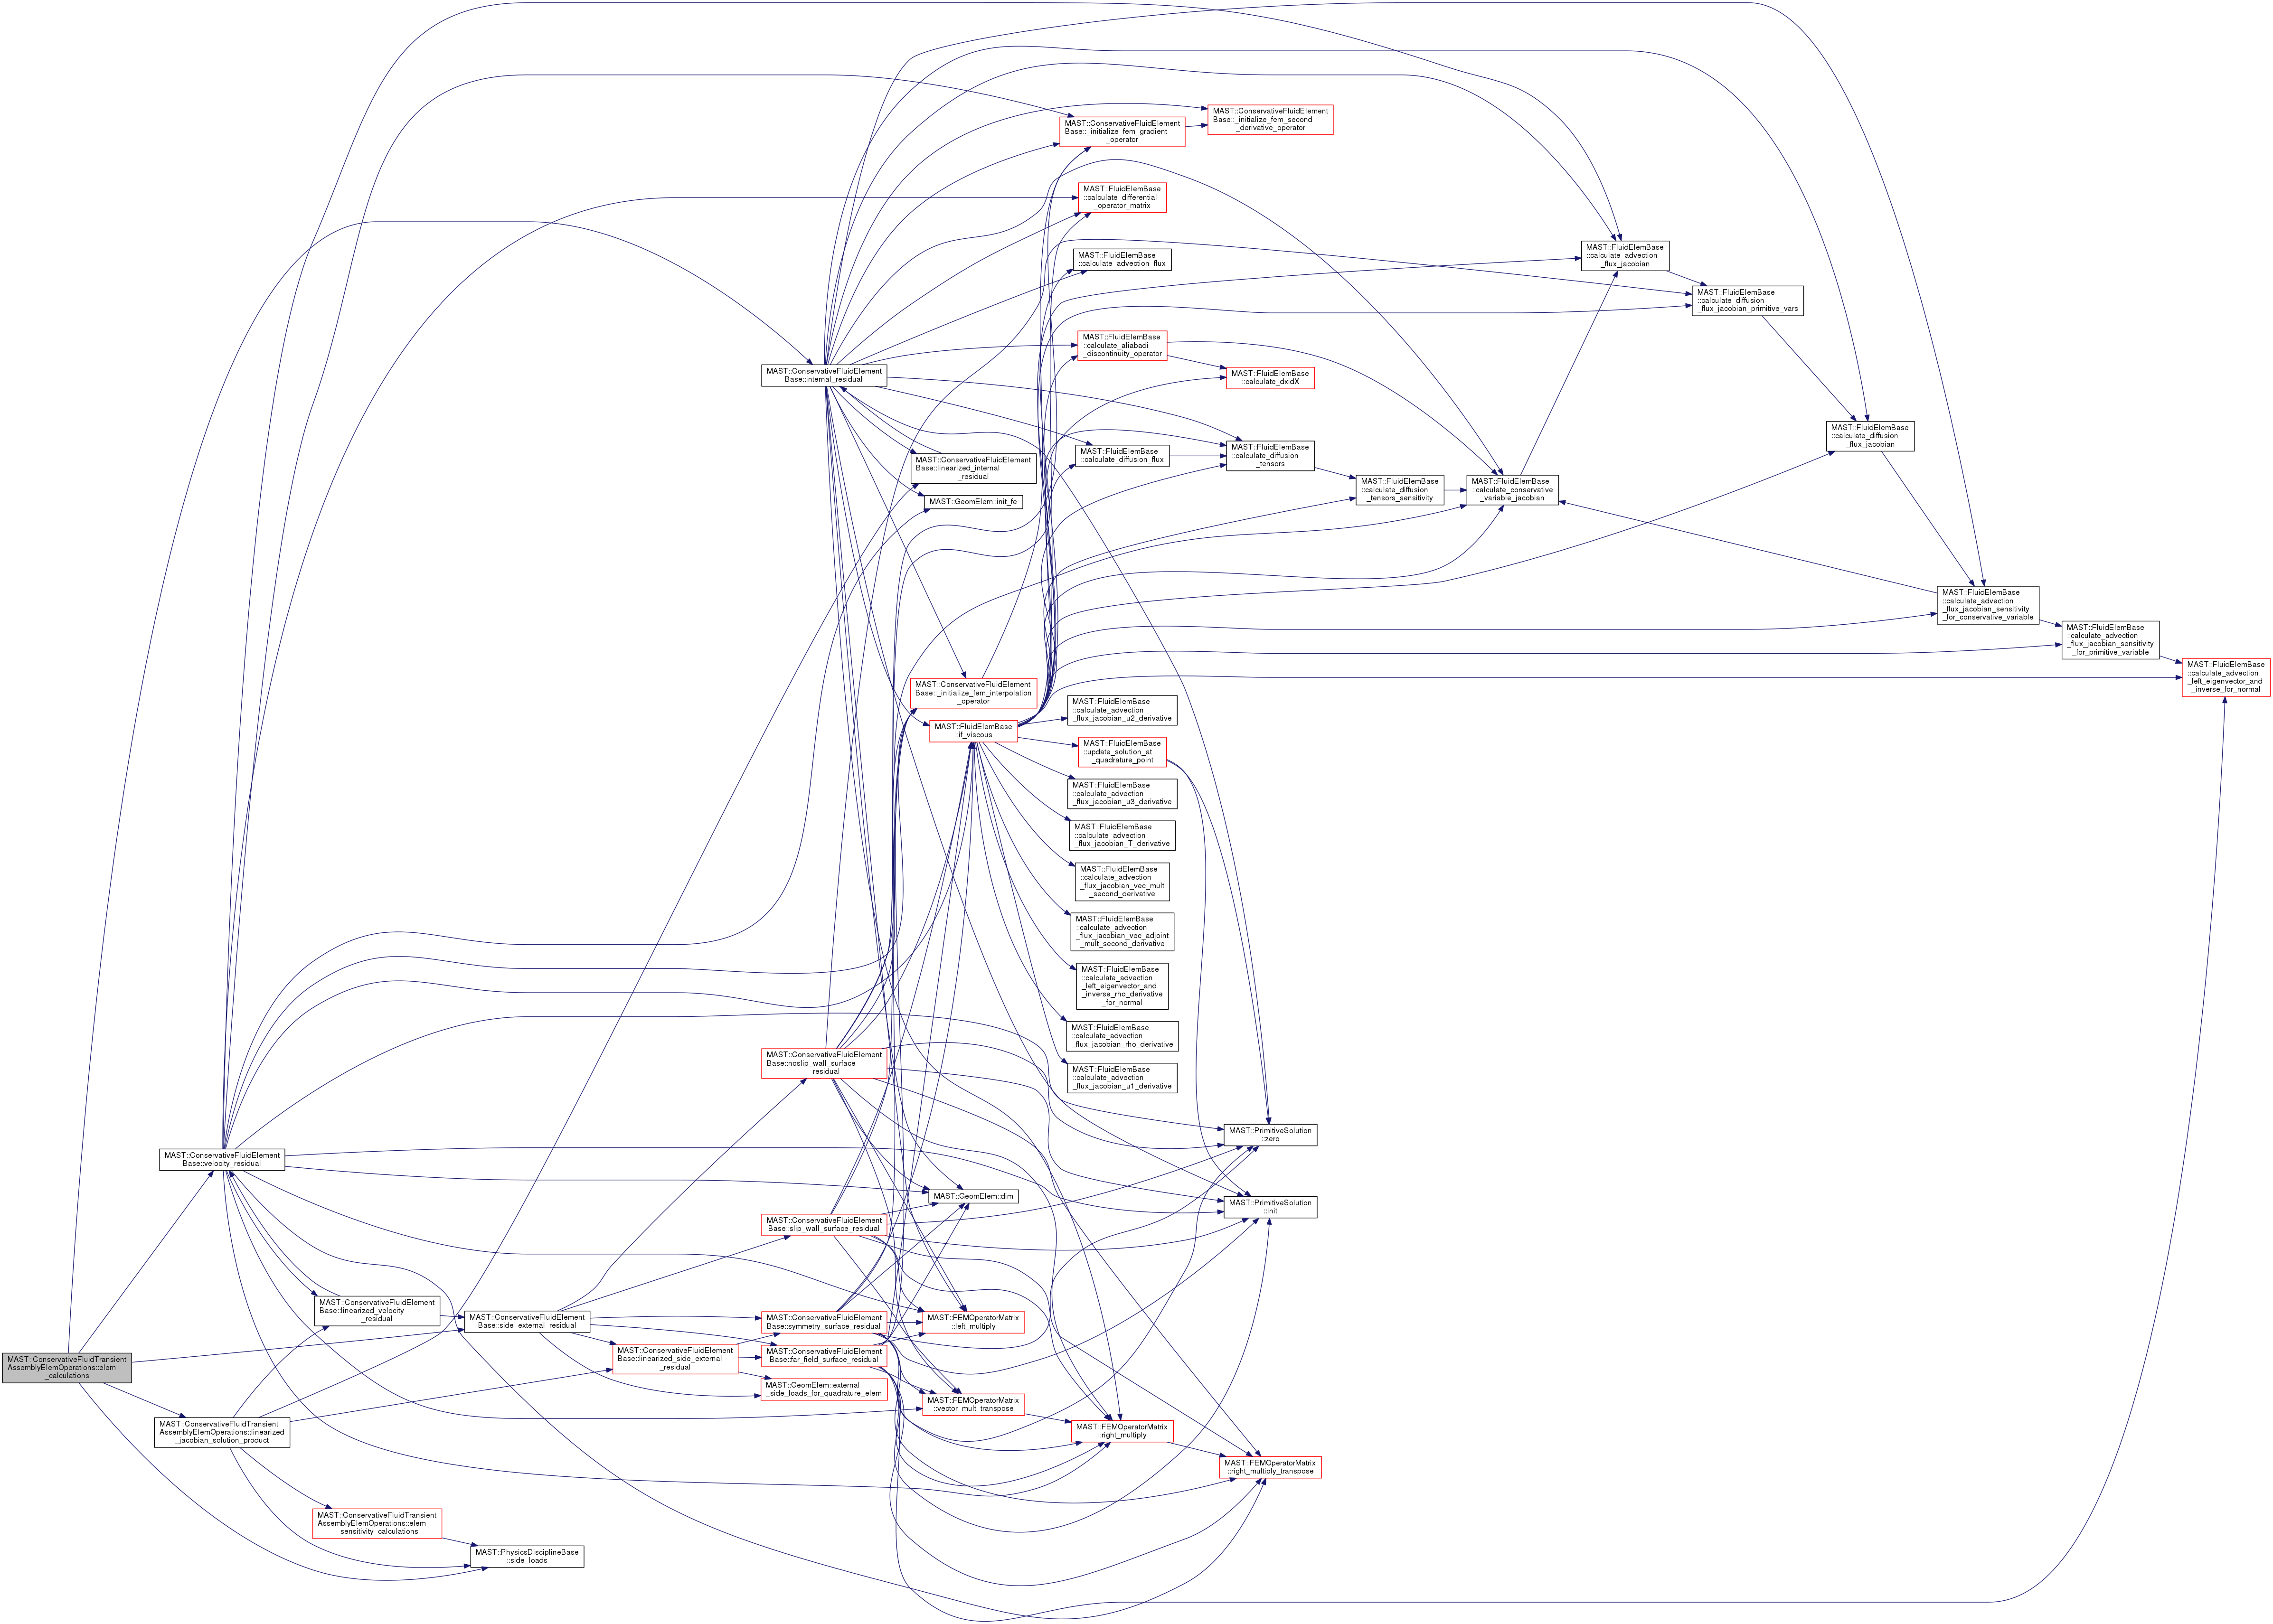 MAST::ConservativeFluidTransient
AssemblyElemOperations::elem
_calculations
MAST::ConservativeFluidElement
Base::velocity_residual
MAST::ConservativeFluidTransient
AssemblyElemOperations::linearized
_jacobian_solution_product
MAST::ConservativeFluidElement
Base::linearized_velocity
_residual
MAST::ConservativeFluidTransient
AssemblyElemOperations::elem
_sensitivity_calculations
MAST::ConservativeFluidElement
Base::side_external_residual
MAST::PhysicsDisciplineBase
::side_loads
MAST::ConservativeFluidElement
Base::linearized_side_external
_residual
MAST::ConservativeFluidElement
Base::internal_residual
MAST::ConservativeFluidElement
Base::noslip_wall_surface
_residual
MAST::ConservativeFluidElement
Base::slip_wall_surface_residual
MAST::ConservativeFluidElement
Base::symmetry_surface_residual
MAST::ConservativeFluidElement
Base::far_field_surface_residual
MAST::GeomElem::external
_side_loads_for_quadrature_elem
MAST::ConservativeFluidElement
Base::linearized_internal
_residual
MAST::GeomElem::init_fe
MAST::ConservativeFluidElement
Base::_initialize_fem_interpolation
_operator
MAST::FluidElemBase
::if_viscous
MAST::GeomElem::dim
MAST::FEMOperatorMatrix
::left_multiply
MAST::FEMOperatorMatrix
::vector_mult_transpose
MAST::ConservativeFluidElement
Base::_initialize_fem_gradient
_operator
MAST::FluidElemBase
::calculate_differential
_operator_matrix
MAST::FluidElemBase
::calculate_advection_flux
MAST::FluidElemBase
::calculate_aliabadi
_discontinuity_operator
MAST::FluidElemBase
::calculate_diffusion_flux
MAST::FluidElemBase
::calculate_advection
_flux_jacobian_u2_derivative
MAST::FluidElemBase
::update_solution_at
_quadrature_point
MAST::FluidElemBase
::calculate_advection
_flux_jacobian_u3_derivative
MAST::FluidElemBase
::calculate_advection
_flux_jacobian_T_derivative
MAST::FluidElemBase
::calculate_advection
_flux_jacobian_vec_mult
_second_derivative
MAST::FluidElemBase
::calculate_advection
_flux_jacobian_vec_adjoint
_mult_second_derivative
MAST::FluidElemBase
::calculate_advection
_left_eigenvector_and
_inverse_rho_derivative
_for_normal
MAST::FluidElemBase
::calculate_advection
_flux_jacobian_rho_derivative
MAST::FluidElemBase
::calculate_advection
_flux_jacobian_u1_derivative
MAST::FEMOperatorMatrix
::right_multiply
MAST::ConservativeFluidElement
Base::_initialize_fem_second
_derivative_operator
MAST::FluidElemBase
::calculate_dxidX
MAST::FluidElemBase
::calculate_diffusion
_tensors
MAST::PrimitiveSolution
::zero
MAST::PrimitiveSolution
::init
MAST::FEMOperatorMatrix
::right_multiply_transpose
MAST::FluidElemBase
::calculate_diffusion
_tensors_sensitivity
MAST::FluidElemBase
::calculate_conservative
_variable_jacobian
MAST::FluidElemBase
::calculate_advection
_flux_jacobian
MAST::FluidElemBase
::calculate_diffusion
_flux_jacobian_primitive_vars
MAST::FluidElemBase
::calculate_diffusion
_flux_jacobian
MAST::FluidElemBase
::calculate_advection
_flux_jacobian_sensitivity
_for_conservative_variable
MAST::FluidElemBase
::calculate_advection
_flux_jacobian_sensitivity
_for_primitive_variable
MAST::FluidElemBase
::calculate_advection
_left_eigenvector_and
_inverse_for_normal